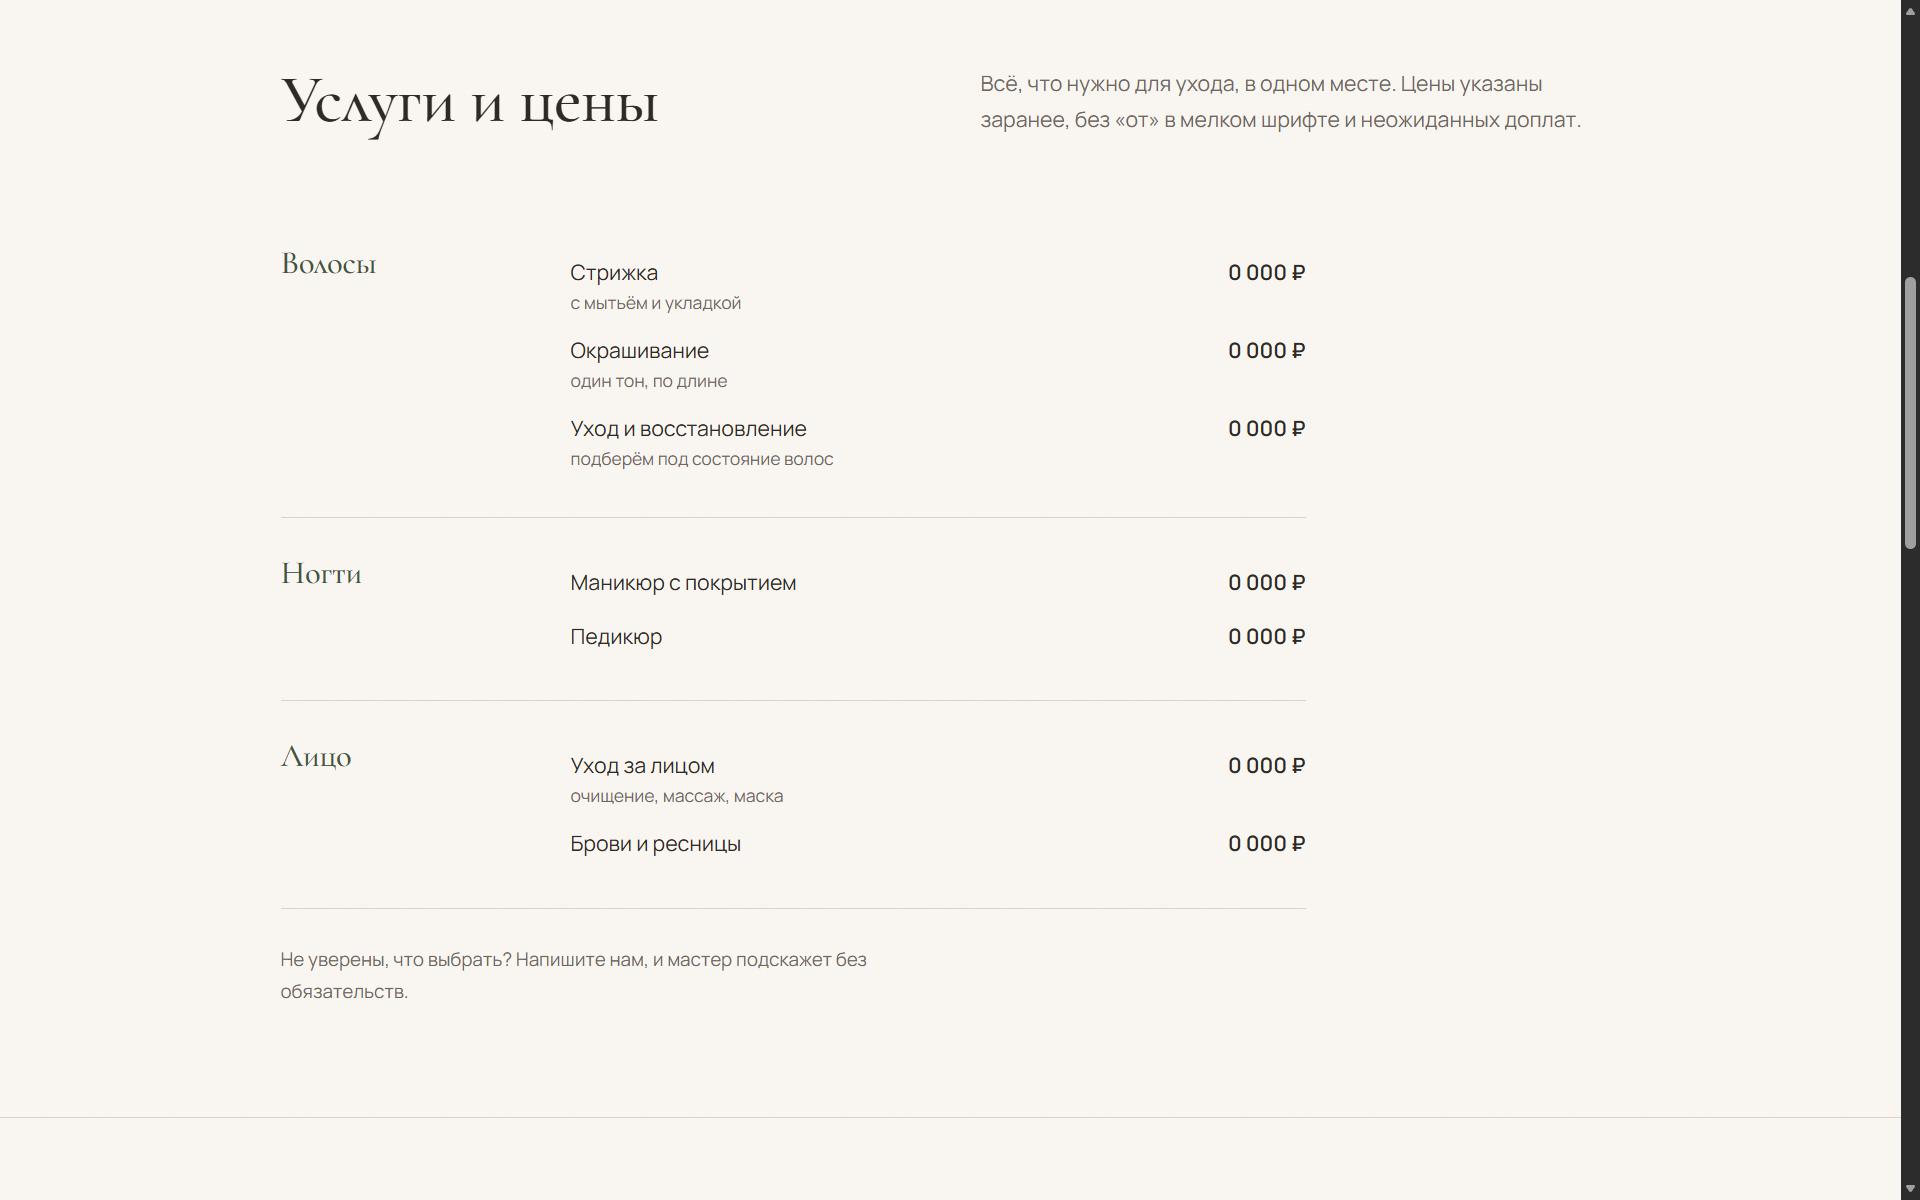 Услуги и цены
Всё, что нужно для ухода, в одном месте. Цены указаны
заранее, без «от» в мелком шрифте и неожиданных доплат.
Волосы
Стрижка 0 000 ₽
с мытьём и укладкой
Окрашивание 0 000 ₽
один тон, по длине
Уход и восстановление 0 000 ₽
подберём под состояние волос
Ногти
Маникюр с покрытием 0 000 ₽
Педикюр 0 000 ₽
Лицо
Уход за лицом 0 000 ₽
очищение, массаж, маска
Брови и ресницы 0 000 ₽
Не уверены, что выбрать? Напишите нам, и мастер подскажет без
обязательств.